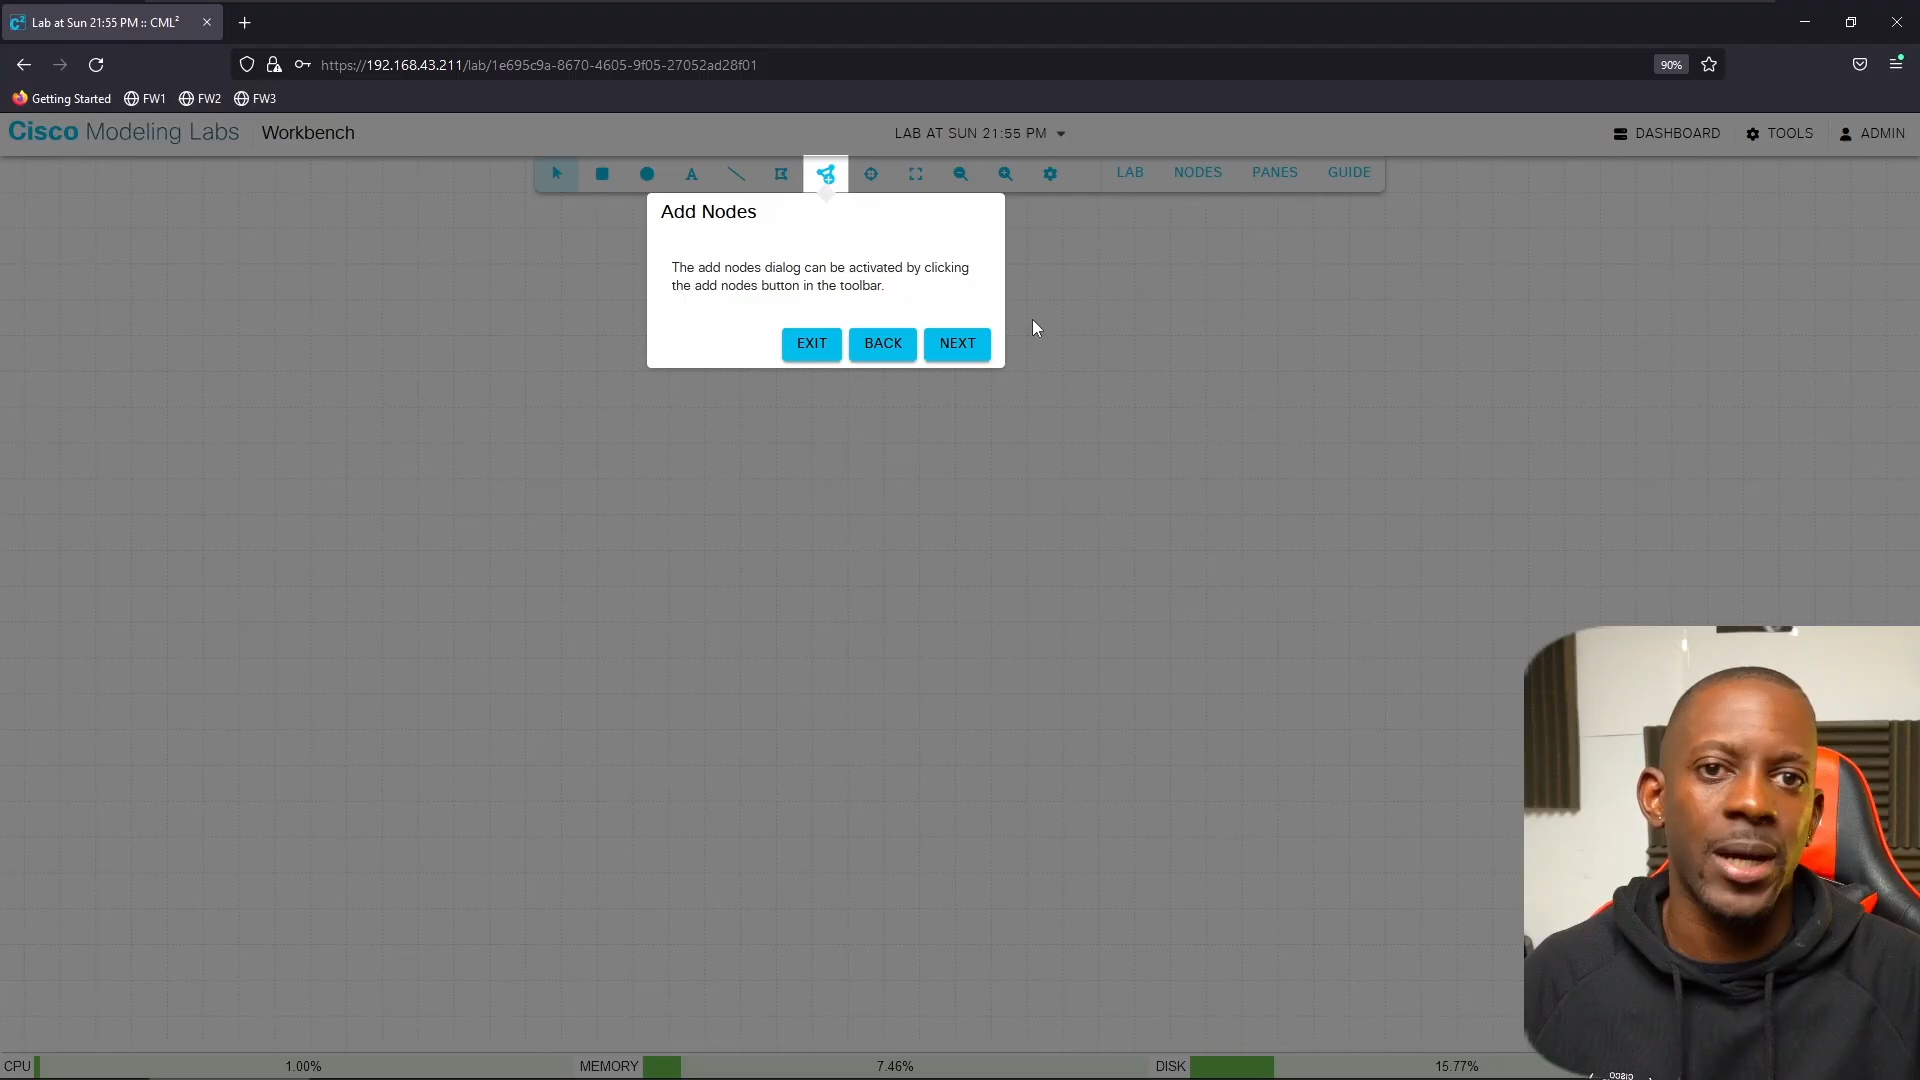 Lab at Sun 21:55 PM :: CML²
https://192.168.43.211/lab/1e695c9a-8670-4605-9f05-27052ad28f01
90%
Getting Started
FW1
FW2
FW3
Cisco Modeling Labs
Workbench
LAB AT SUN 21:55 PM
DASHBOARD
TOOLS
ADMIN
A
LAB
NODES
PANES
GUIDE
Add Nodes
The add nodes dialog can be activated by clicking
the add nodes button in the toolbar.
EXIT
BACK
NEXT
CPU
1.00%
MEMORY
7.46%
DISK
15.77%